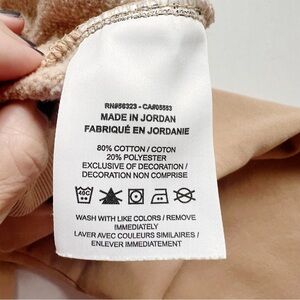 RN#56323 - CA#05553
MADE IN JORDAN
FABRIQUÉ EN JORDANIE
80% COTTON / COTON
20% POLYESTER
EXCLUSIVE OF DECORATION /
DECORATION NON COMPRISE
40C
WASH WITH LIKE COLORS / REMOVE
IMMEDIATELY
LAVER AVEC COULEURS SIMILAIRES /
ENLEVER IMMEDIATEMENT